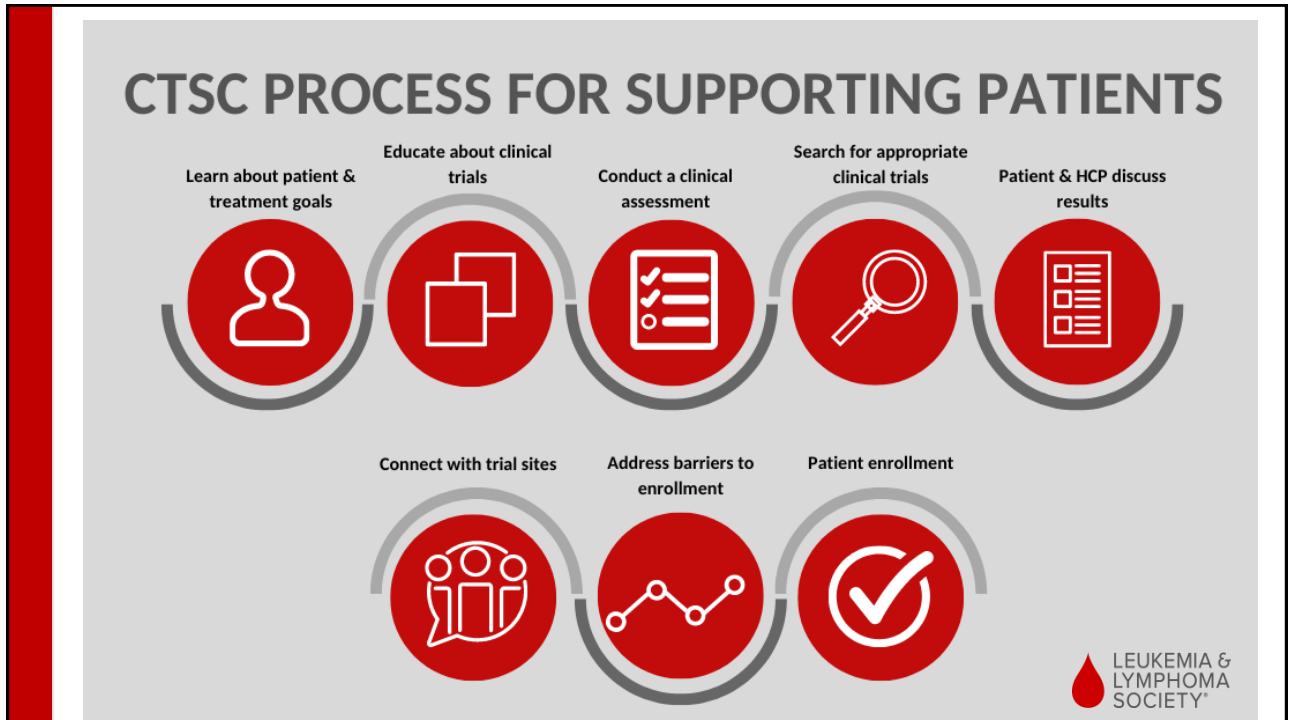 CTSC PROCESS FOR SUPPORTING PATIENTS
Learn about patient &
treatment goals
Educate about clinical
trials
Conduct a clinical
assessment
Search for appropriate
clinical trials
Patient & HCP discuss
results
Connect with trial sites
Address barriers to
enrollment
Patient enrollment
LEUKEMIA &
LYMPHOMA
SOCIETY®